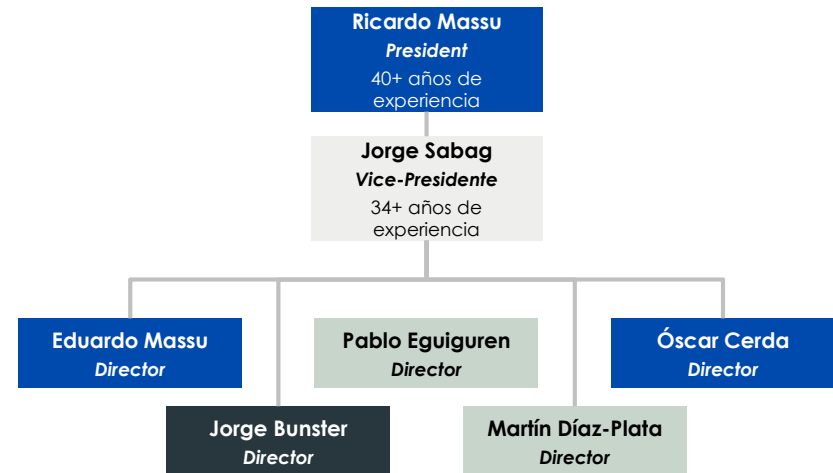 Ricardo Massu
President
40+ años de
experiencia
Jorge Sabag
Vice-Presidente
34+ años de
experiencia
Eduardo Massu
Director
Pablo Eguiguren
Director
Óscar Cerda
Director
Jorge Bunster
Director
Martín Díaz-Plata
Director